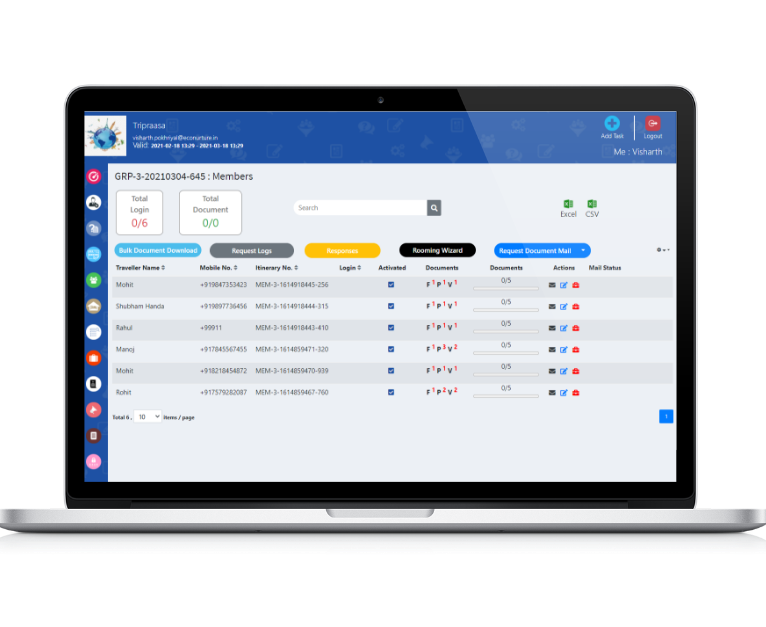 Tripraasa
visharth.pokhriyal@econurture.in
Valid: 2021-02-18 13:29 - 2021-03-18 13:29
Add Task
Logout
Me : Visharth
GRP-3-20210304-645 : Members
Total Login 0/6
Total Document 0/0
Search
Excel
CSV
Bulk Document Download
Request Logs
Responses
Rooming Wizard
Request Document Mail
Traveller Name Mobile No. Itinerary No. Login Activated Documents Documents Actions Mail Status
Mohit +919847353423 MEM-3-1614918445-256 F 1 P 1 V 1 0/5
Shubham Handa +919897736456 MEM-3-1614918444-315 F 1 P 1 V 1 0/5
Rahul +99911 MEM-3-1614918443-410 F 1 P 1 V 1 0/5
Manoj +917845567455 MEM-3-1614859471-320 F 1 P 3 V 2 0/5
Mohit +918218454872 MEM-3-1614859470-939 F 1 P 1 V 1 0/5
Rohit +917579282087 MEM-3-1614859467-760 F 1 P 2 V 2 0/5
Total 6 , 10 items / page
1